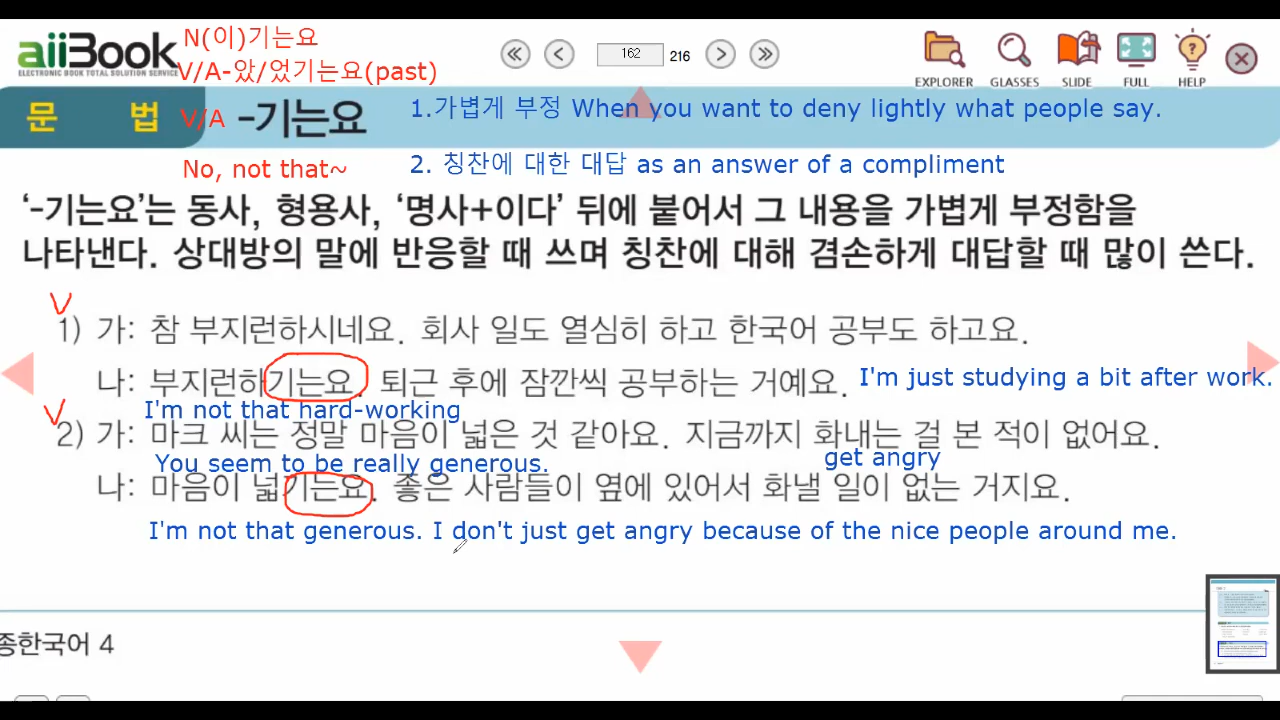 aiiBook
ELECTRONIC BOOK TOTAL SOLUTION SERVICE
N(이)기는요
V/A-았/었기는요(past)
162 216
EXPLORER GLASSES SLIDE FULL HELP
문 법 V/A -기는요
1.가볍게 부정 When you want to deny lightly what people say.
No, not that~
2. 칭찬에 대한 대답 as an answer of a compliment
‘-기는요’는 동사, 형용사, ‘명사+이다’ 뒤에 붙어서 그 내용을 가볍게 부정함을
나타낸다. 상대방의 말에 반응할 때 쓰며 칭찬에 대해 겸손하게 대답할 때 많이 쓴다.
1) 가: 참 부지런하시네요. 회사 일도 열심히 하고 한국어 공부도 하고요.
나: 부지런하기는요. 퇴근 후에 잠깐씩 공부하는 거예요. I'm just studying a bit after work.
I'm not that hard-working
2) 가: 마크 씨는 정말 마음이 넓은 것 같아요. 지금까지 화내는 걸 본 적이 없어요.
You seem to be really generous. get angry
나: 마음이 넓기는요. 좋은 사람들이 옆에 있어서 화낼 일이 없는 거지요.
I'm not that generous. I don't just get angry because of the nice people around me.
종한국어 4